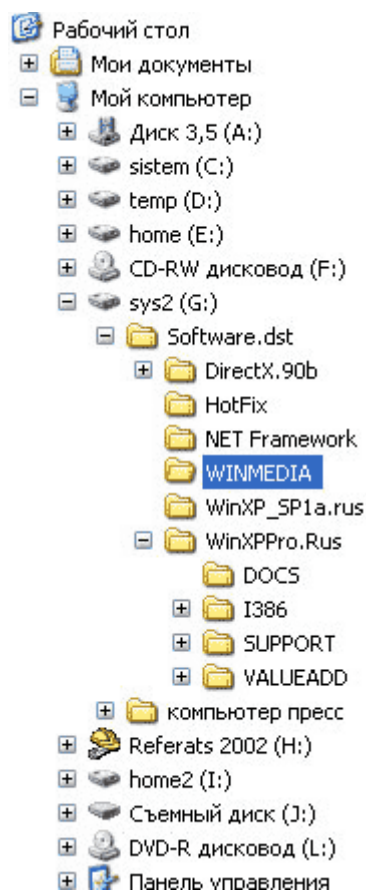 Рабочий стол
Мои документы
Мой компьютер
Диск 3,5 (A:)
sistem (C:)
temp (D:)
home (E:)
CD-RW дисковод (F:)
sys2 (G:)
Software.dst
DirectX.90b
HotFix
NET Framework
WINMEDIA
WinXP_SP1a.rus
WinXPPro.Rus
DOCS
I386
SUPPORT
VALUEADD
компьютер пресс
Referats 2002 (H:)
home2 (I:)
Съемный диск (J:)
DVD-R дисковод (L:)
Панель управления